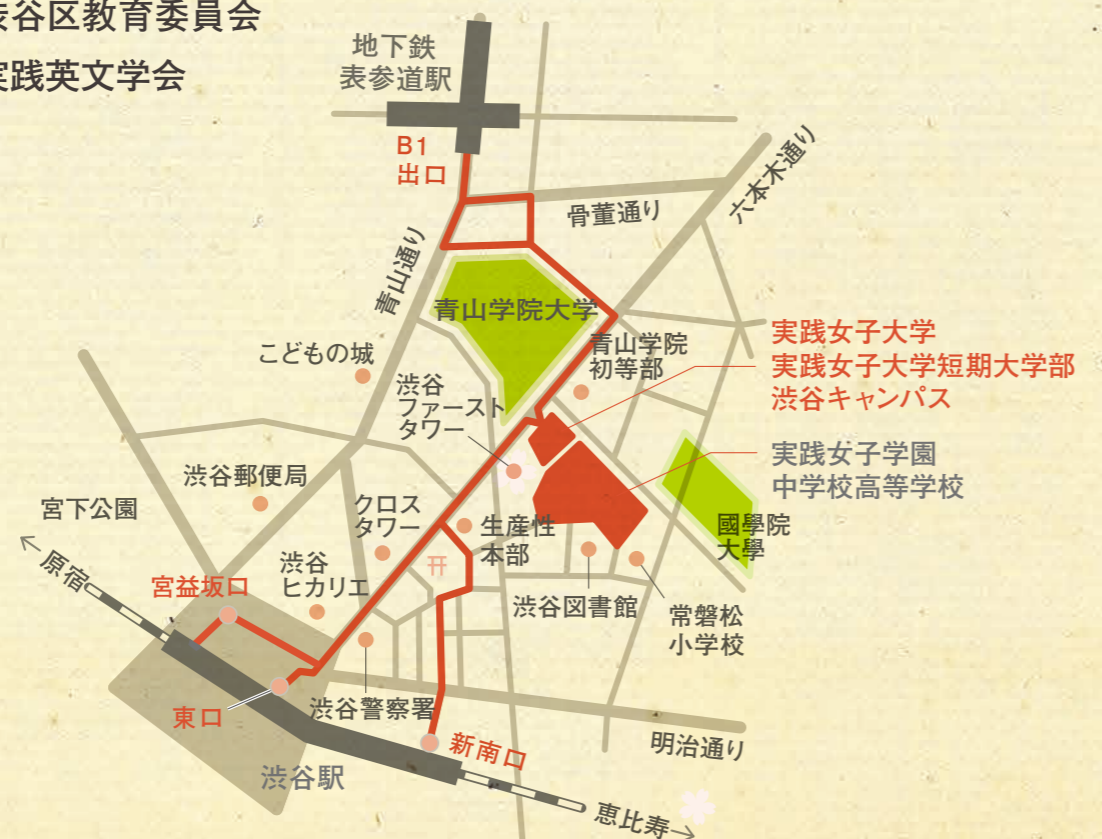 渋谷区教育委員会
実践英文学会
地下鉄
表参道駅
B1
出口
骨董通り
六本木通り
青山通り
青山学院大学
こどもの城
青山学院
初等部
渋谷
ファースト
タワー
実践女子大学
実践女子大学短期大学部
渋谷キャンパス
実践女子学園
中学校高等学校
渋谷郵便局
宮下公園
クロス
タワー
生産性
本部
國學院
大學
原宿
宮益坂口
渋谷
ヒカリエ
渋谷図書館
常磐松
小学校
東口
渋谷警察署
新南口
明治通り
渋谷駅
恵比寿